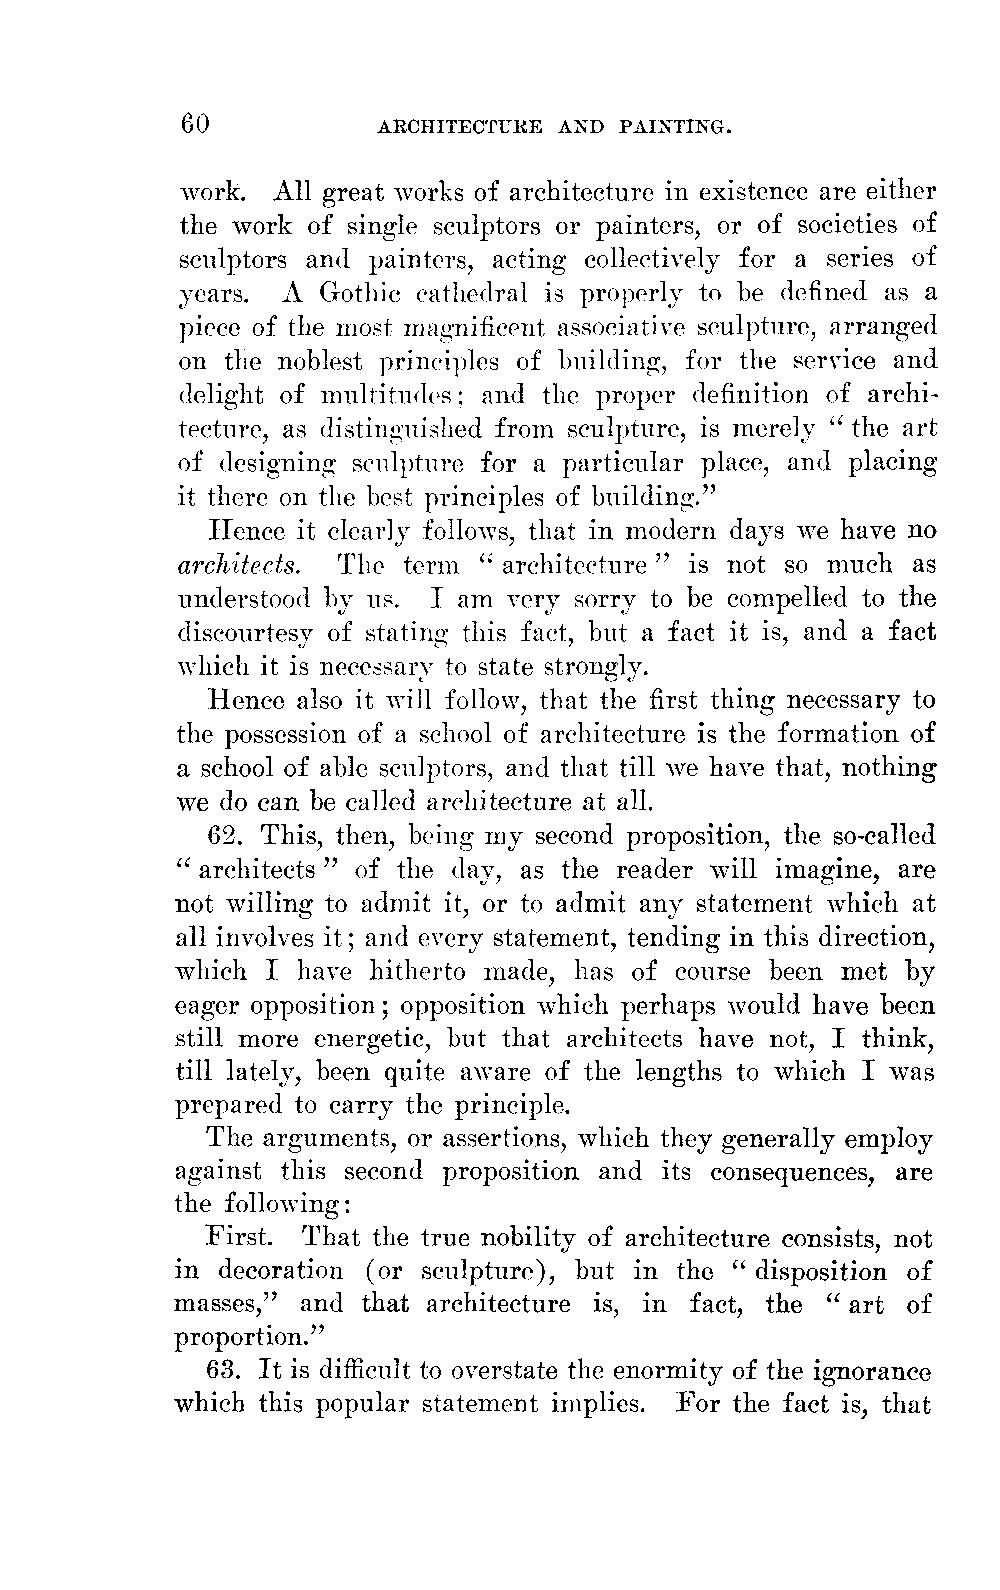 60 ARCHITECTURE AND PAINTING.
work. All great works of architecture in existence are either
the work of single sculptors or painters, or of societies of
sculptors and painters, acting collectively for a series of
years. A Gothic cathedral is properly to be defined as a
piece of the most magnificent associative sculpture, arranged
on the noblest principles of building, for the service and
delight of multitudes; and the proper definition of archi-
tecture, as distinguished from sculpture, is merely “ the art
of designing sculpture for a particular place, and placing
it there on the best principles of building.”
Hence it clearly follows, that in modern days we have no
architects. The term “ architecture ” is not so much as
understood by us. I am very sorry to be compelled to the
discourtesy of stating this fact, but a fact it is, and a fact
which it is necessary to state strongly.
Hence also it will follow, that the first thing necessary to
the possession of a school of architecture is the formation of
a school of able sculptors, and that till we have that, nothing
we do can be called architecture at all.
62. This, then, being my second proposition, the so-called
“ architects ” of the day, as the reader will imagine, are
not willing to admit it, or to admit any statement which at
all involves it; and every statement, tending in this direction,
which I have hitherto made, has of course been met by
eager opposition; opposition which perhaps would have been
still more energetic, but that architects have not, I think,
till lately, been quite aware of the lengths to which I was
prepared to carry the principle.
The arguments, or assertions, which they generally employ
against this second proposition and its consequences, are
the following:
First. That the true nobility of architecture consists, not
in decoration (or sculpture), but in the “ disposition of
masses,” and that architecture is, in fact, the “ art of
proportion.”
63. It is difficult to overstate the enormity of the ignorance
which this popular statement implies. For the fact is, that